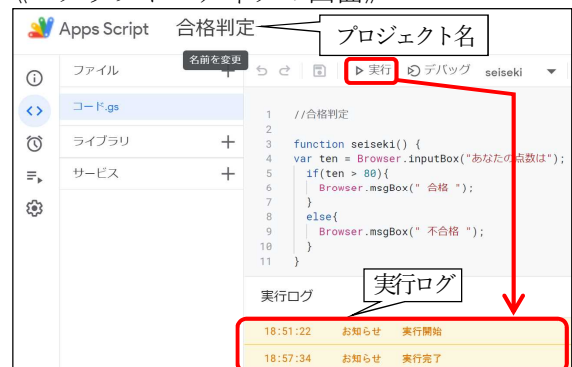 Apps Script 合格判定
プロジェクト名
名前を変更
ファイル
実行 デバッグ seiseki
コード.gs
ライブラリ
サービス
1 //合格判定
2
3 function seiseki() {
4 var ten = Browser.inputBox("あなたの点数は");
5 if(ten > 80){
6 Browser.msgBox(" 合格 ");
7 }
8 else{
9 Browser.msgBox(" 不合格 ");
10 }
11 }
実行ログ
実行ログ
18:51:22 お知らせ 実行開始
18:57:34 お知らせ 実行完了